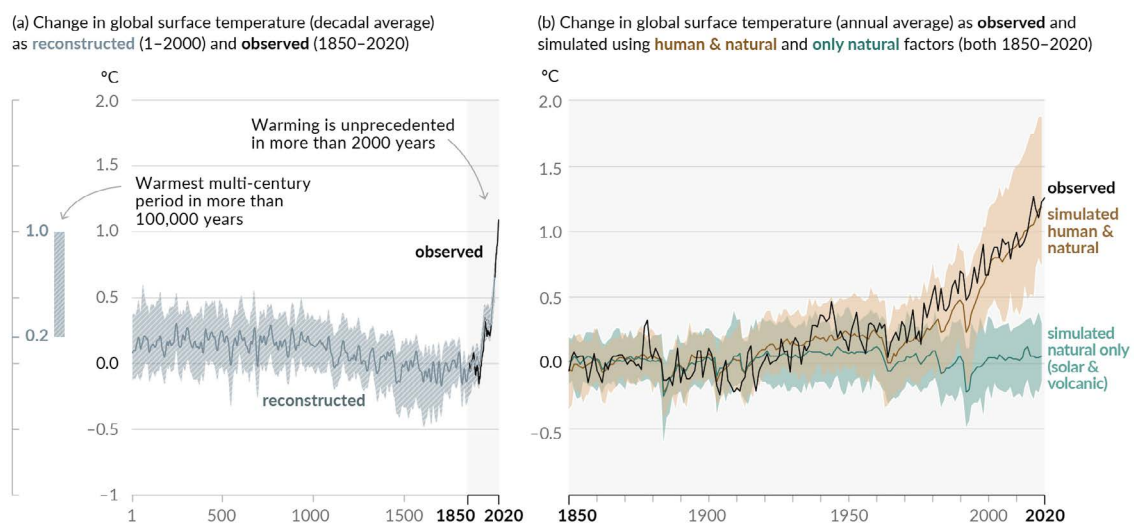 (a) Change in global surface temperature (decadal average)
as reconstructed (1–2000) and observed (1850–2020)
°C
2.0
1.5
1.0
0.5
0.0
–0.5
–1
1.0
0.2
Warming is unprecedented
in more than 2000 years
Warmest multi-century
period in more than
100,000 years
observed
reconstructed
1 500 1000 1500 1850 2020
(b) Change in global surface temperature (annual average) as observed and
simulated using human & natural and only natural factors (both 1850–2020)
°C
2.0
1.5
1.0
0.5
0.0
–0.5
observed
simulated
human &
natural
simulated
natural only
(solar &
volcanic)
1850 1900 1950 2000 2020